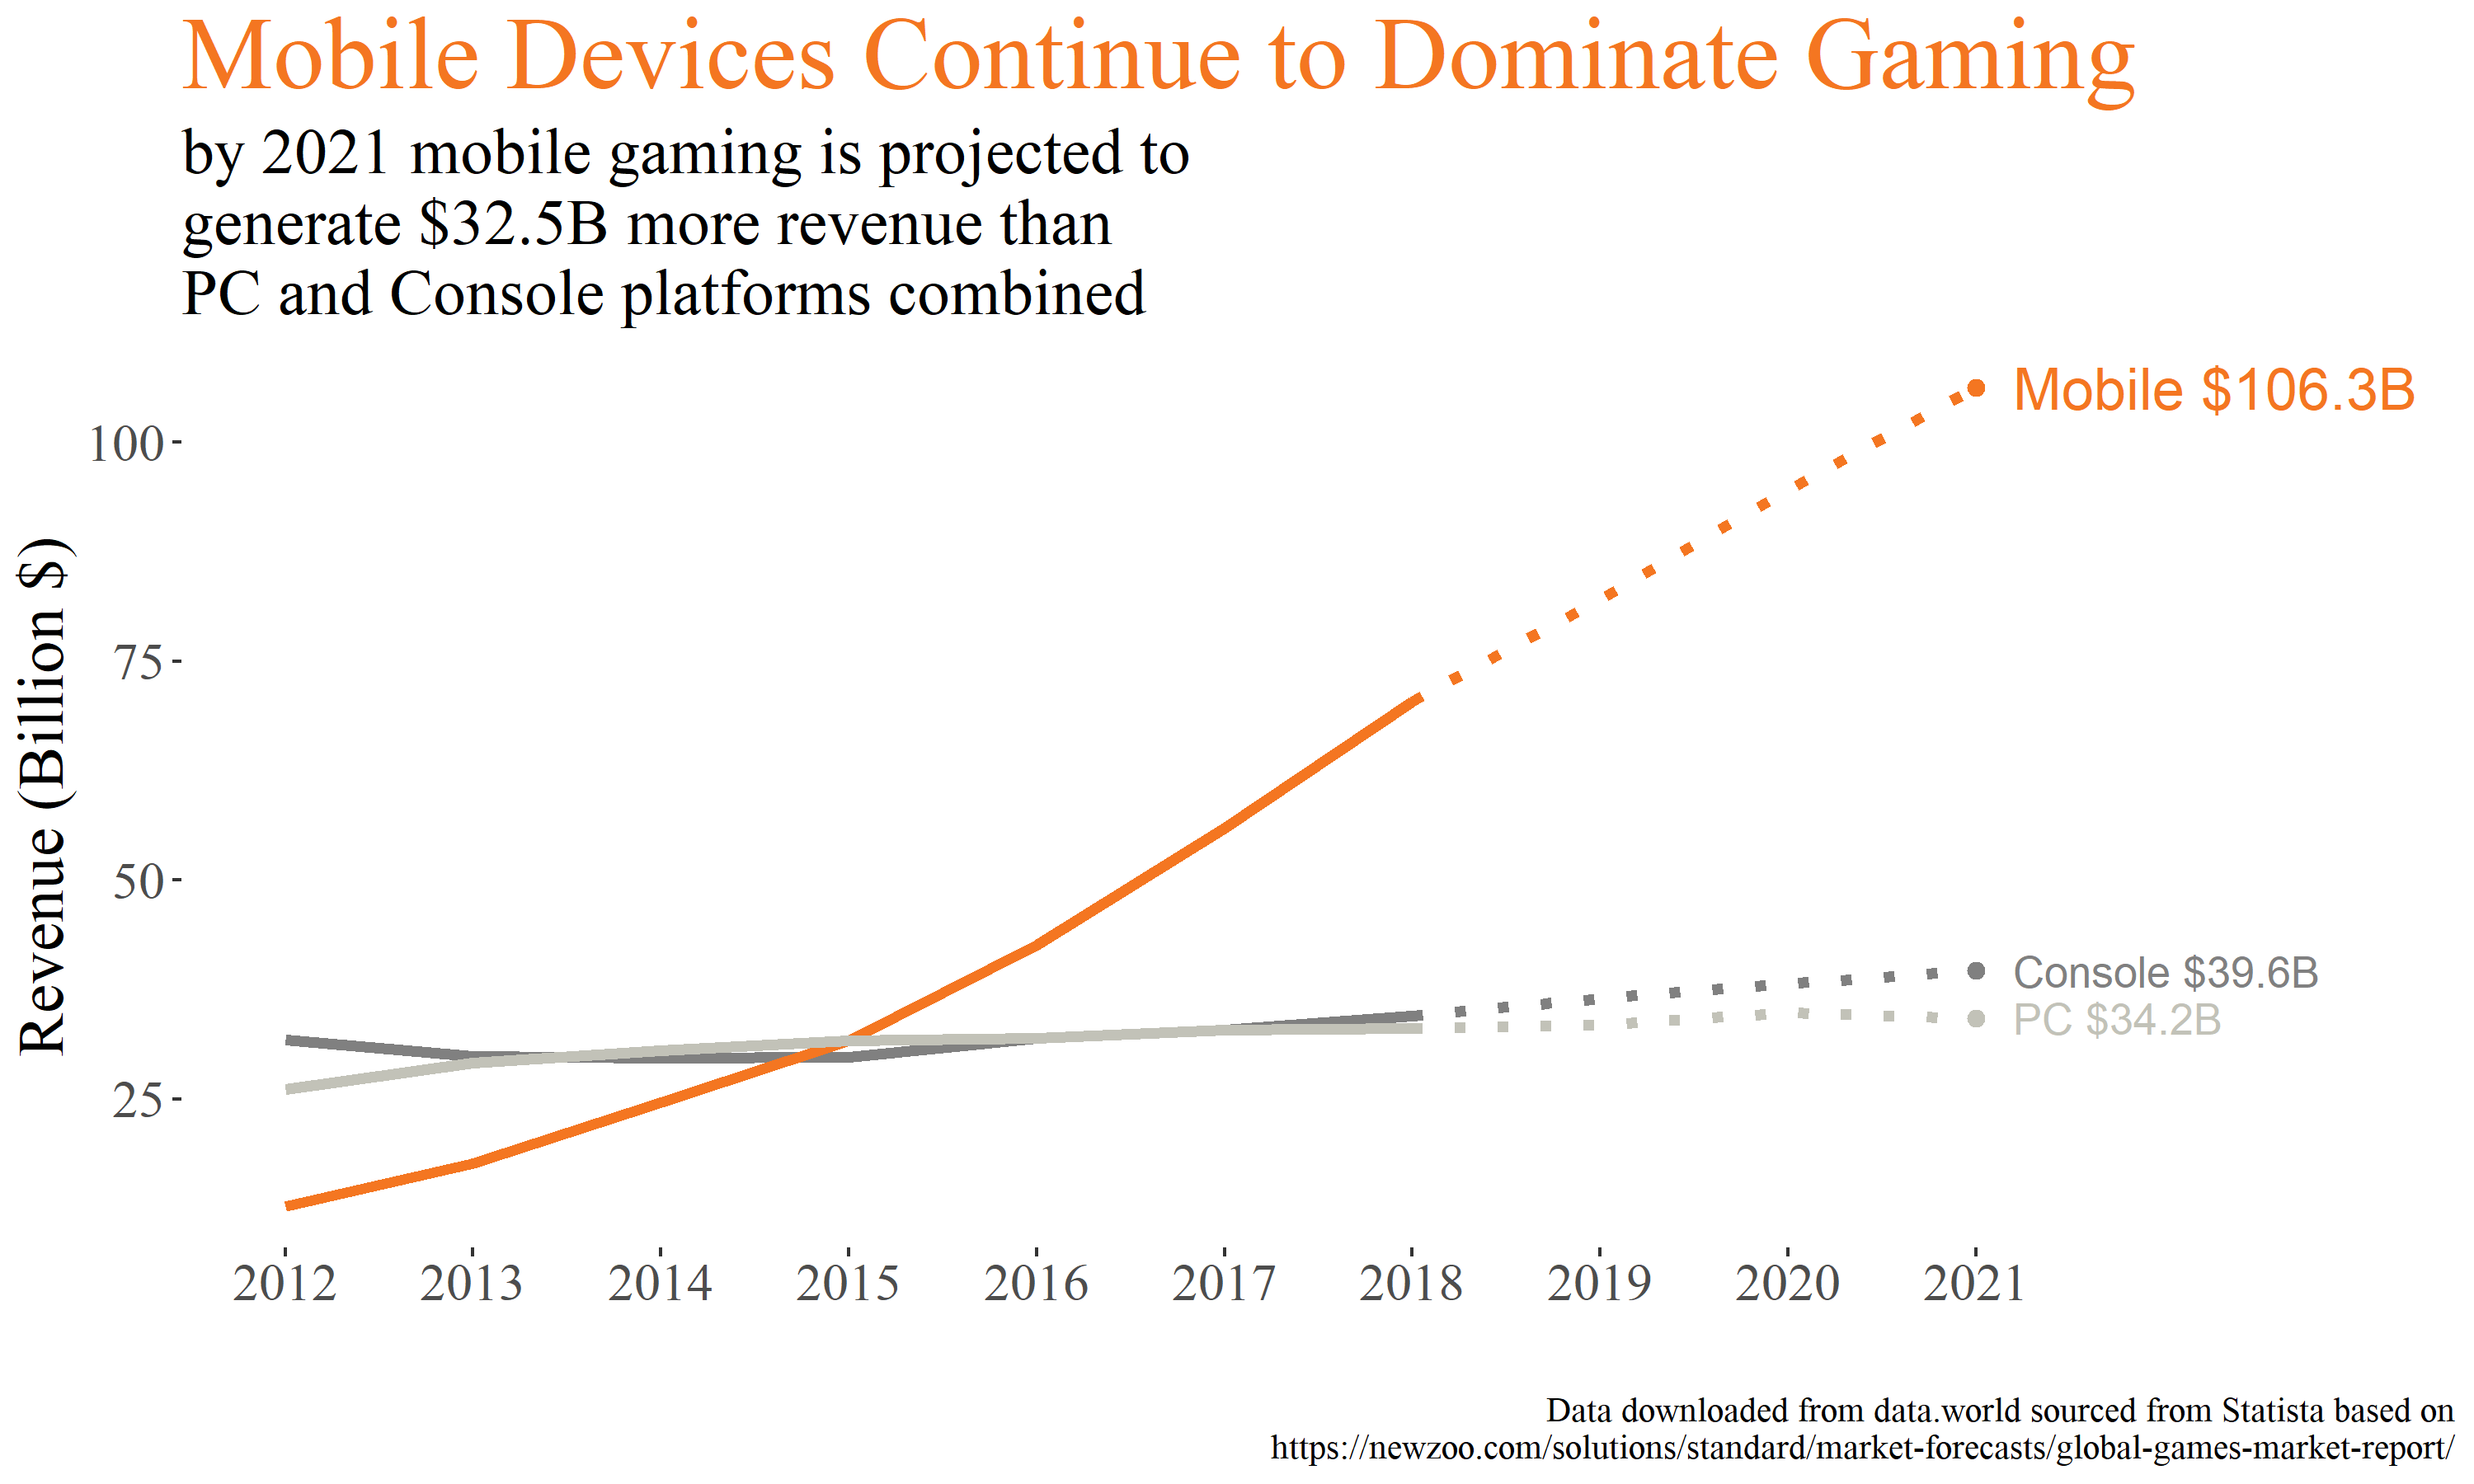 Mobile Devices Continue to Dominate Gaming
by 2021 mobile gaming is projected to
generate $32.5B more revenue than
PC and Console platforms combined
Mobile $106.3B
100
75
Revenue (Billion $)
50
Console $39.6B
PC $34.2B
25
2012 2013 2014 2015 2016 2017 2018 2019 2020 2021
Data downloaded from data.world sourced from Statista based on
https://newzoo.com/solutions/standard/market-forecasts/global-games-market-report/